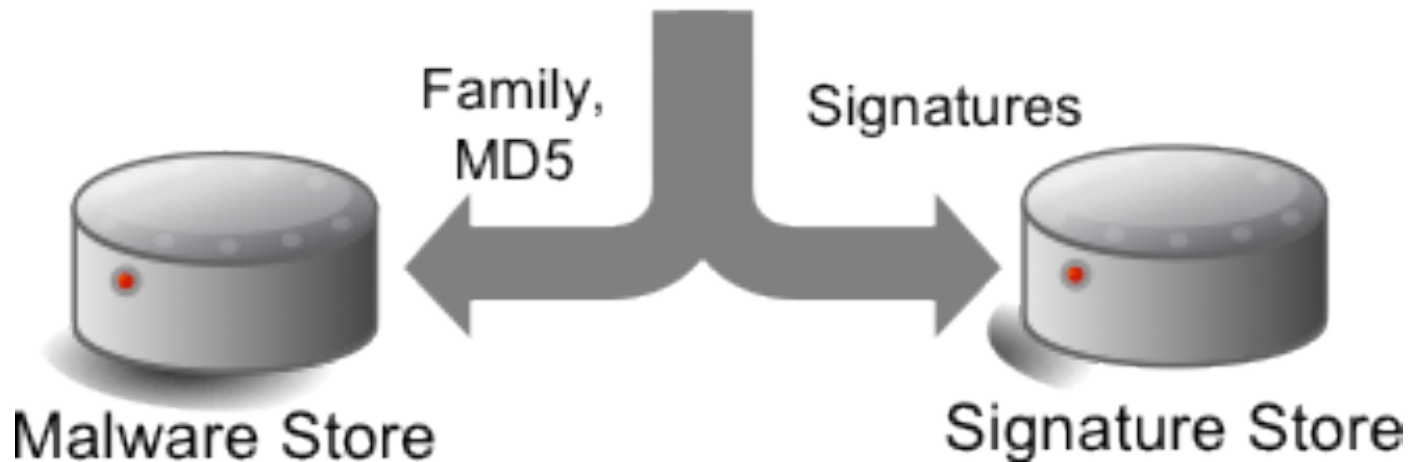 Family,
MD5
Signatures
Malware Store
Signature Store